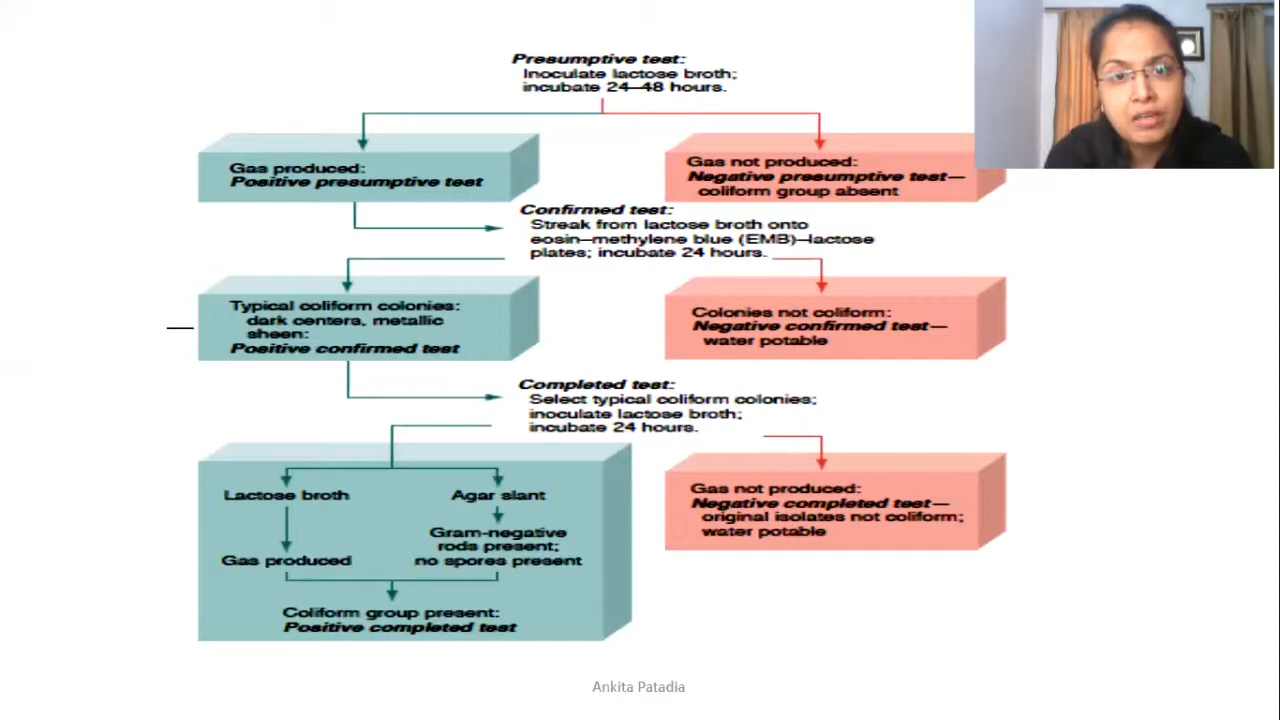 Presumptive test:
Inoculate lactose broth;
incubate 24–48 hours.
Gas produced:
Positive presumptive test
Gas not produced:
Negative presumptive test—
coliform group absent
Confirmed test:
Streak from lactose broth onto
eosin–methylene blue (EMB)–lactose
plates; incubate 24 hours.
Typical coliform colonies:
dark centers, metallic
sheen:
Positive confirmed test
Colonies not coliform:
Negative confirmed test—
water potable
Completed test:
Select typical coliform colonies;
inoculate lactose broth;
incubate 24 hours.
Lactose broth
Gas produced
Agar slant
Gram-negative
rods present;
no spores present
Coliform group present:
Positive completed test
Gas not produced:
Negative completed test—
original isolates not coliform;
water potable
Ankita Patadia